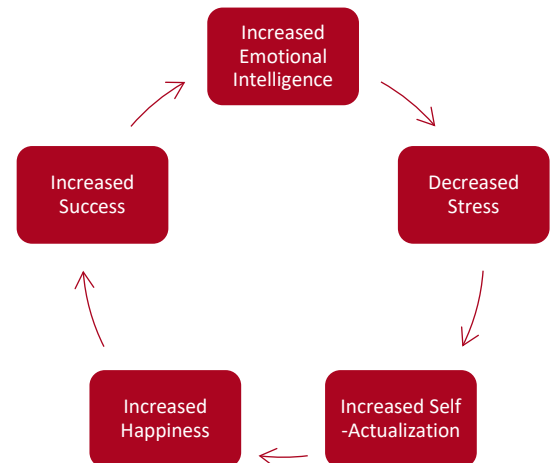 Increased
Emotional
Intelligence
Decreased
Stress
Increased Self
-Actualization
Increased
Happiness
Increased
Success